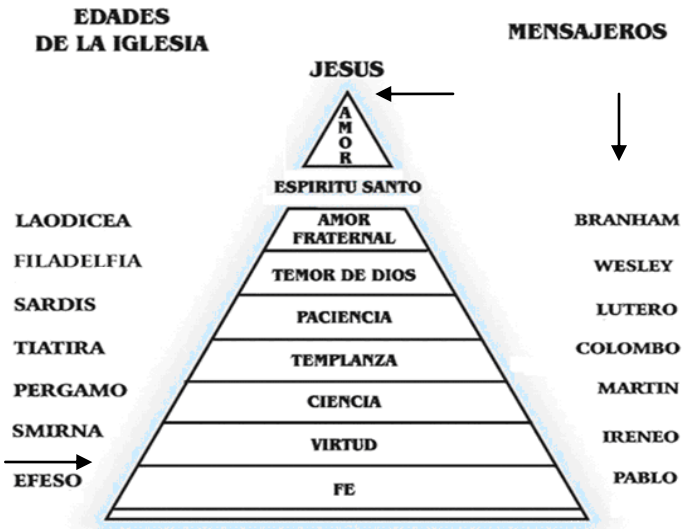 EDADES
DE LA IGLESIA
MENSAJEROS
JESUS
A
M
O
R
ESPIRITU SANTO
LAODICEA
AMOR
FRATERNAL
BRANHAM
FILADELFIA
TEMOR DE DIOS
WESLEY
SARDIS
PACIENCIA
LUTERO
TIATIRA
TEMPLANZA
COLOMBO
PERGAMO
CIENCIA
MARTIN
SMIRNA
VIRTUD
IRENEO
EFESO
FE
PABLO